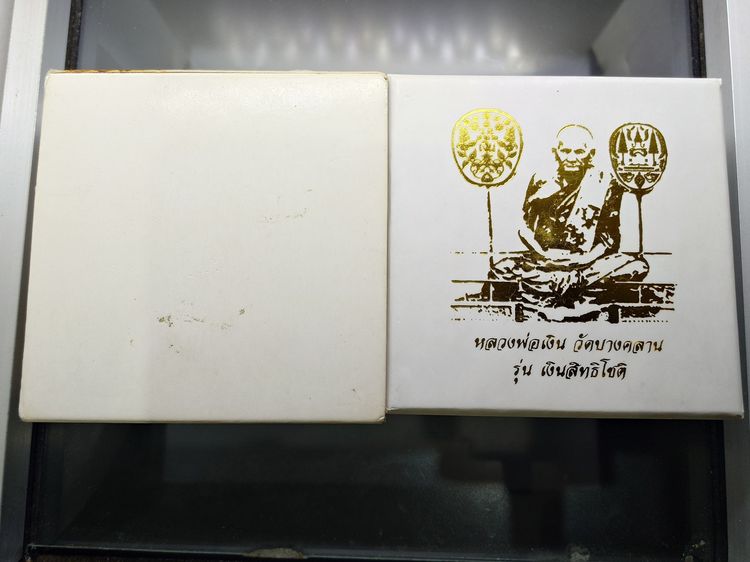 หลวงพ่อเงิน วัดบางคลาน
รุ่น เงินสิทธิโชติ